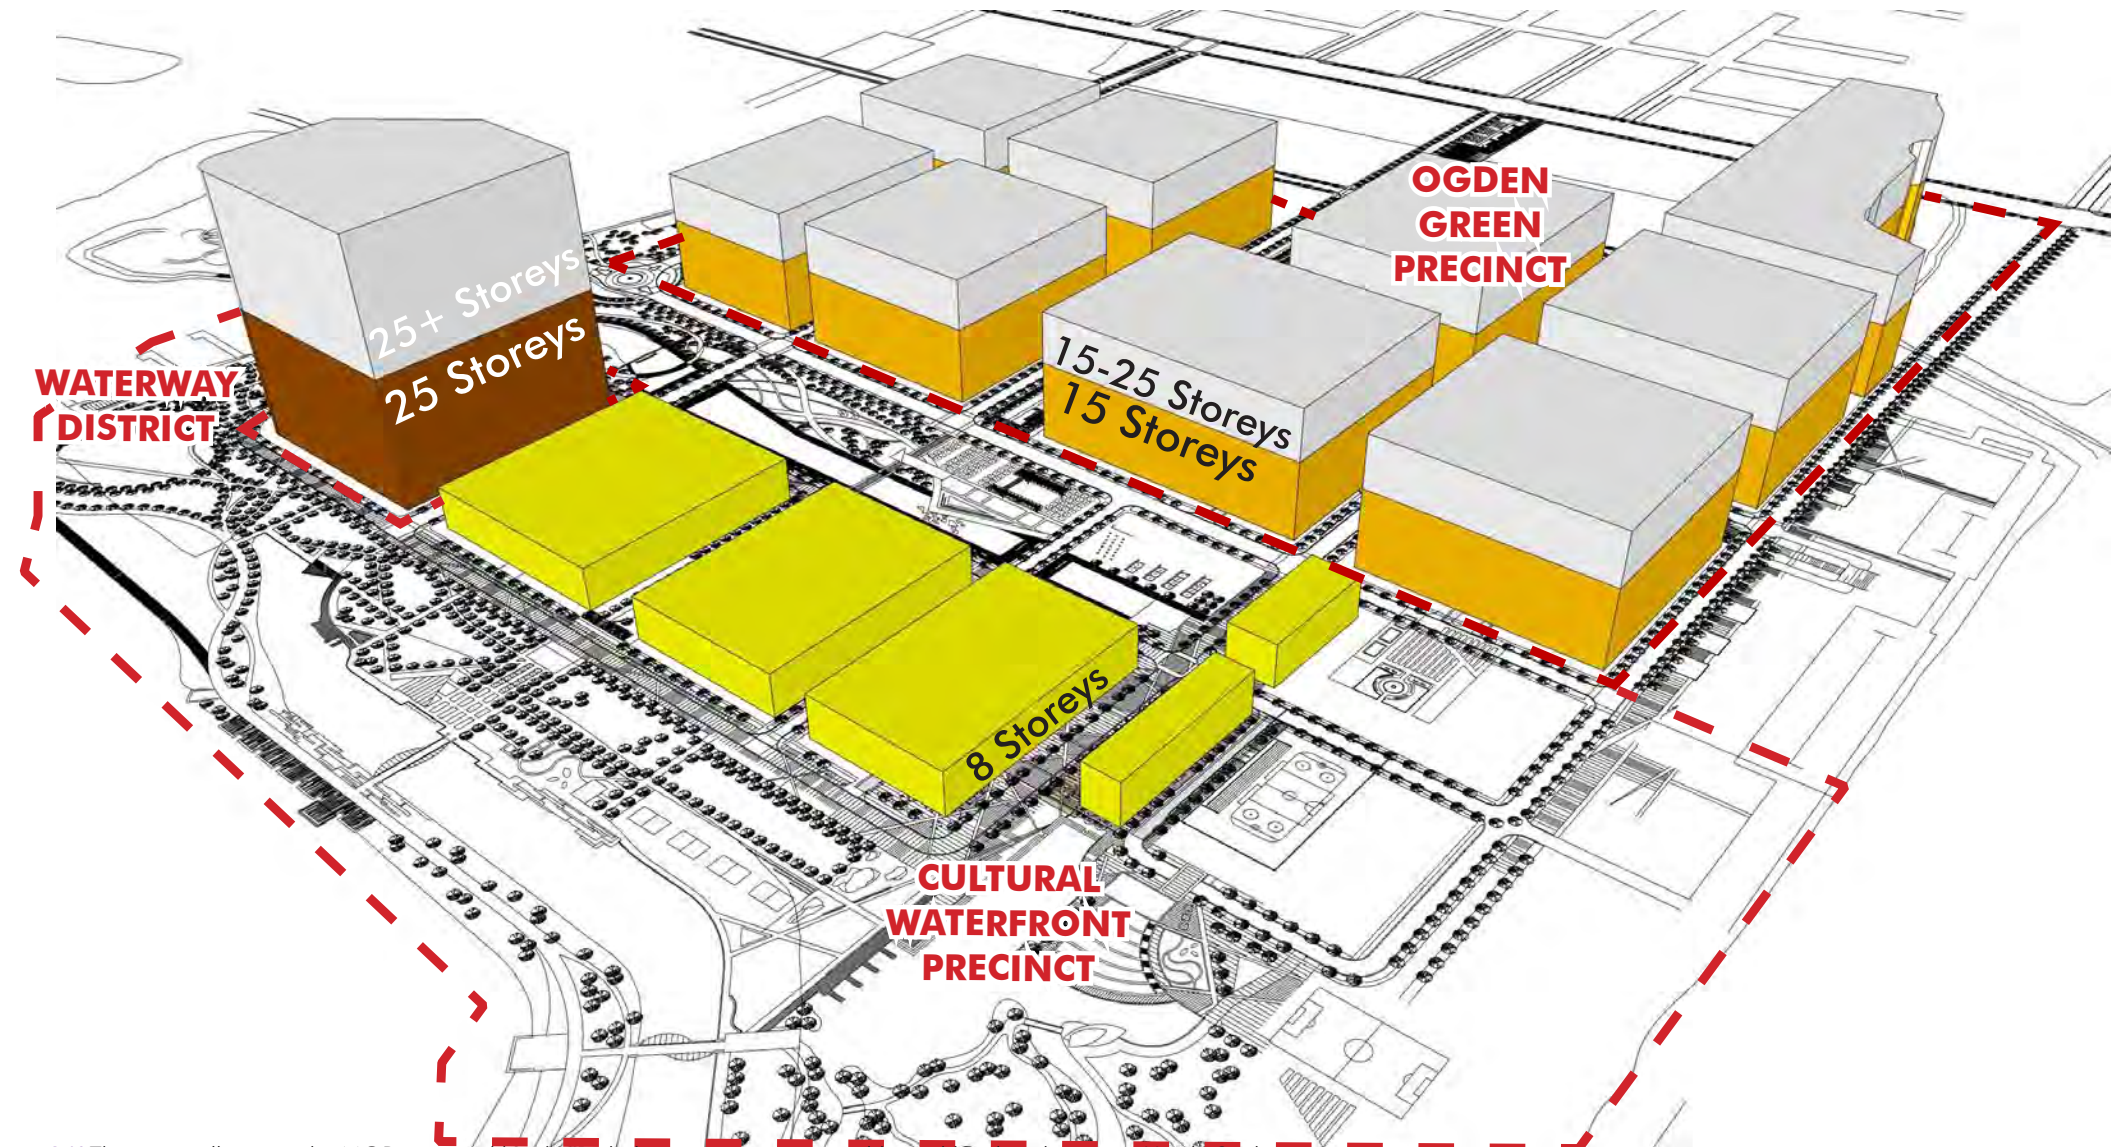 OGDEN
GREEN
PRECINCT
25+ Storeys
25 Storeys
WATERWAY
DISTRICT
15-25 Storeys
15 Storeys
8 Storeys
CULTURAL
WATERFRONT
PRECINCT